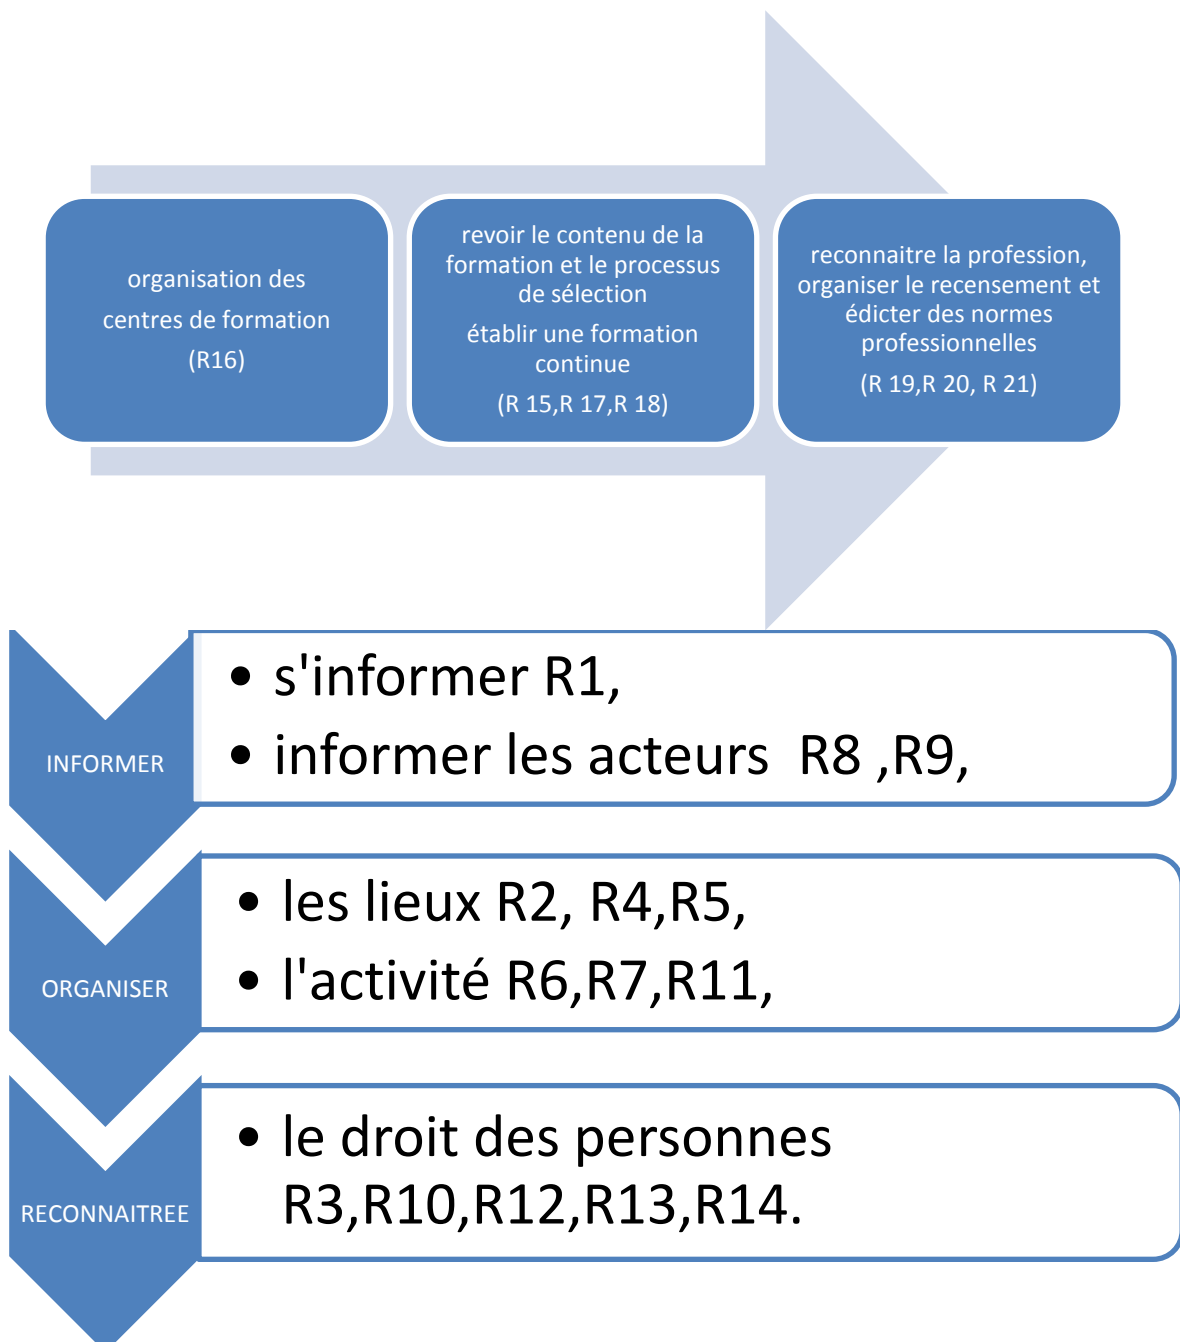 organisation des
centres de formation
(R16)
revoir le contenu de la
formation et le processus
de sélection
établir une formation
continue
(R 15,R 17,R 18)
reconnaitre la profession,
organiser le recensement et
édicter des normes
professionnelles
(R 19,R 20, R 21)
INFORMER
• s'informer R1,
• informer les acteurs  R8 ,R9,
ORGANISER
• les lieux R2, R4,R5,
• l'activité R6,R7,R11,
RECONNAITREE
• le droit des personnes
R3,R10,R12,R13,R14.